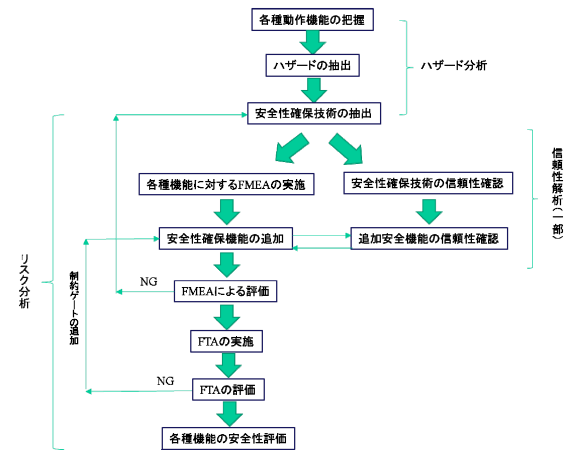 各種動作機能の把握
ハザードの抽出
ハザード分析
安全性確保技術の抽出
各種機能に対するFMEAの実施
安全性確保技術の信頼性確認
安全性確保機能の追加
追加安全機能の信頼性確認
信頼性解析（一部）
NG
FMEAによる評価
リスク分析
制約ゲートの追加
FTAの実施
NG
FTAの評価
各種機能の安全性評価